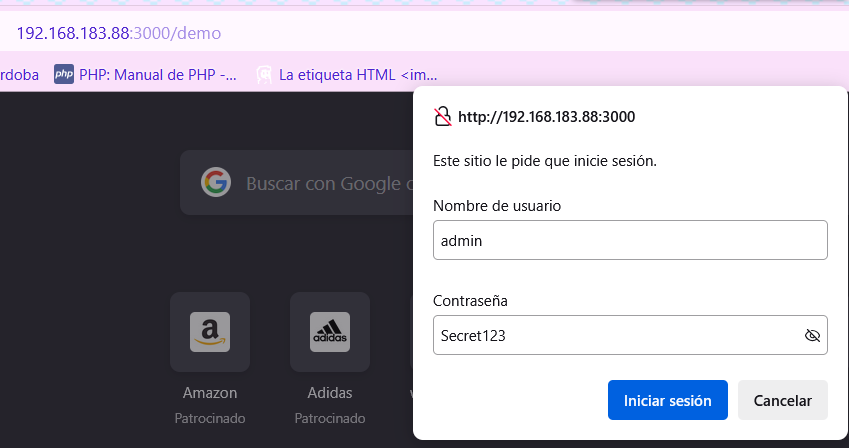 192.168.183.88:3000/demo
rdoba
php PHP: Manual de PHP -...
La etiqueta HTML <im...
http://192.168.183.88:3000
Este sitio le pide que inicie sesión.
Buscar con Google o
Nombre de usuario
admin
Contraseña
Secret123
Iniciar sesión
Cancelar
a
adidas
Amazon
Adidas
Patrocinado
Patrocinado